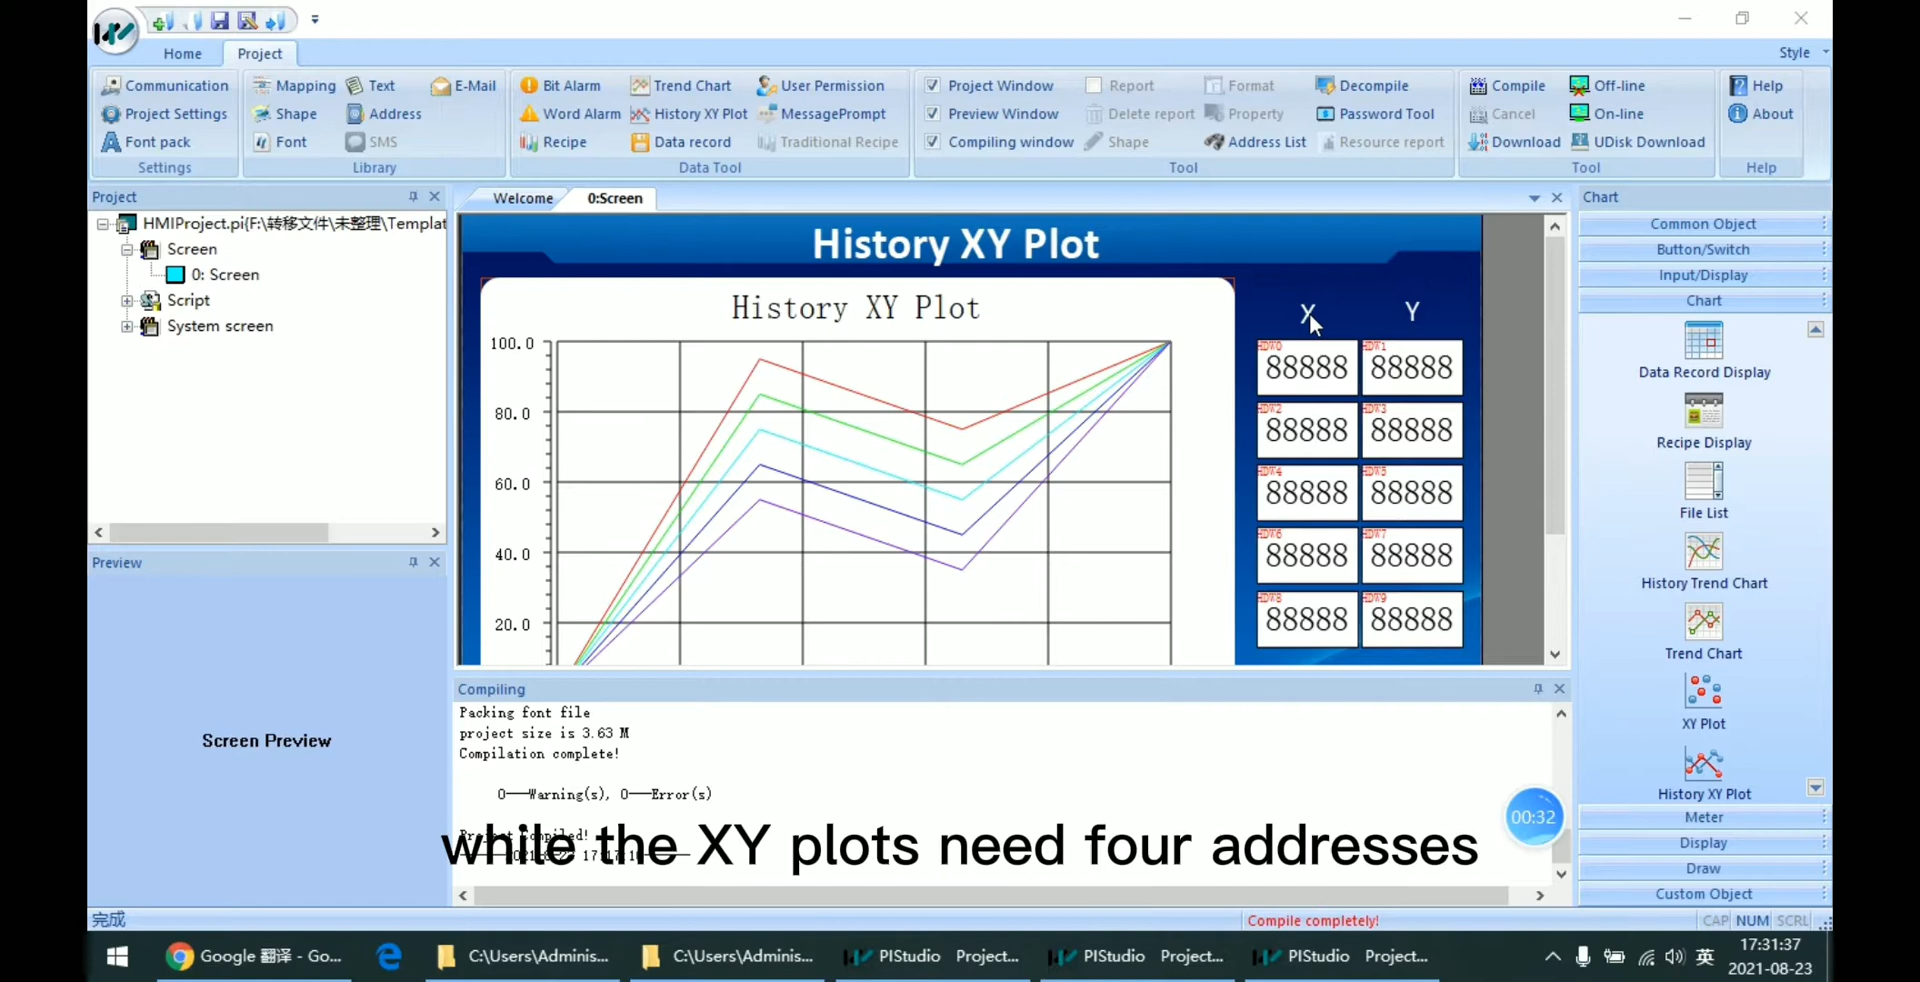 Home Project Style
Communication Mapping Text E-Mail Bit Alarm Trend Chart User Permission Project Window Report Format Decompile Compile Off-line Help
Project Settings Shape Address Word Alarm History XY Plot MessagePrompt Preview Window Delete report Property Password Tool Cancel On-line About
Font pack Font SMS Recipe Data record Traditional Recipe Compiling window Shape Address List Resource report Download UDisk Download
Settings Library Data Tool Tool Tool Help
Project
HMIProject.pi{F:\转移文件\未整理\Templat
Screen
0: Screen
Script
System screen
Preview
Screen Preview
Welcome 0:Screen
History XY Plot
History XY Plot
100.0
80.0
60.0
40.0
20.0
X Y
HDW0 88888 HDW1 88888
HDW2 88888 HDW3 88888
HDW4 88888 HDW5 88888
HDW6 88888 HDW7 88888
HDW8 88888 HDW9 88888
Compiling
Packing font file
project size is 3.63 M
Compilation complete!
0---Warning(s), 0---Error(s)
while the XY plots need four addresses
Chart
Common Object
Button/Switch
Input/Display
Chart
Data Record Display
Recipe Display
File List
History Trend Chart
Trend Chart
XY Plot
History XY Plot
Meter
Display
Draw
Custom Object
00:32
完成 Compile completely! CAP NUM SCRL
Google 翻译 - Go... C:\Users\Adminis... C:\Users\Adminis... PIStudio Project... PIStudio Project... PIStudio Project... 英 17:31:37
2021-08-23